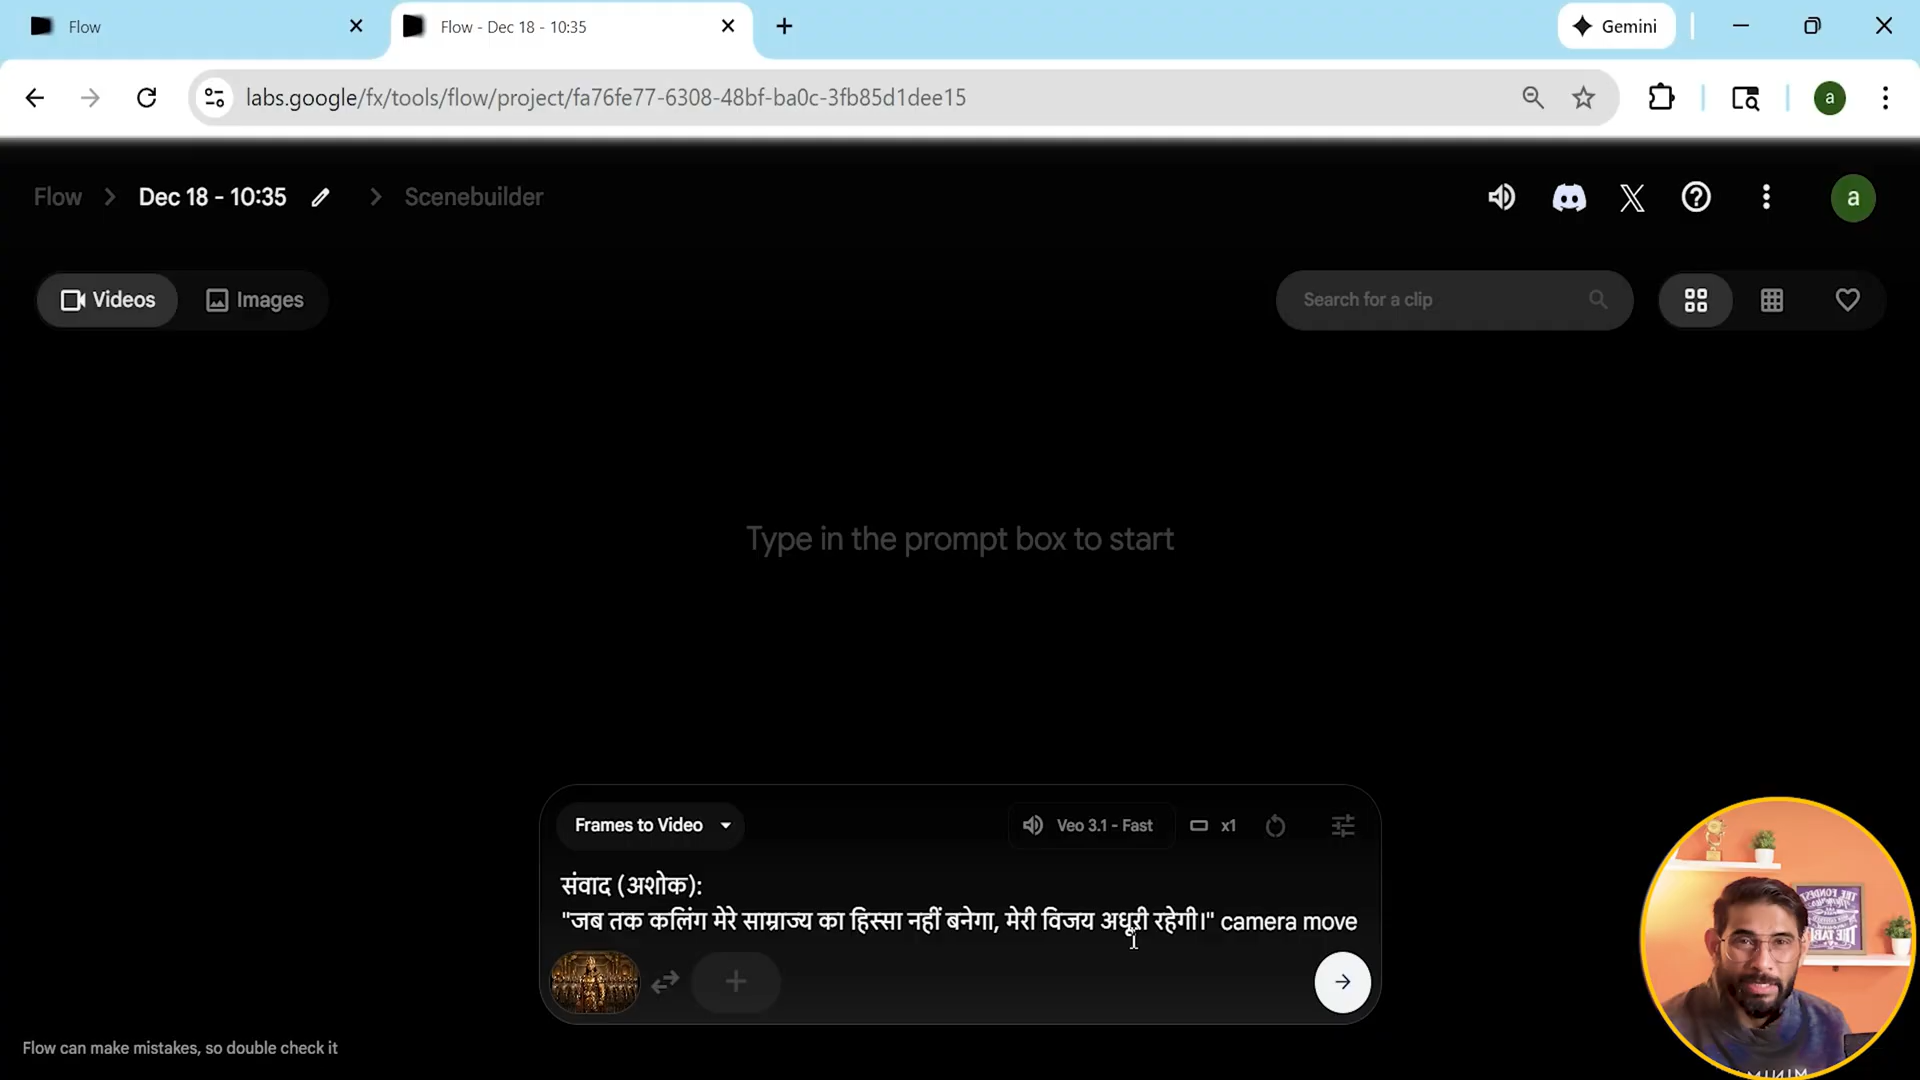 Flow
Flow - Dec 18 - 10:35
Gemini
labs.google/fx/tools/flow/project/fa76fe77-6308-48bf-ba0c-3fb85d1dee15
a
Flow
Dec 18 - 10:35
Scenebuilder
a
Videos
Images
Search for a clip
Type in the prompt box to start
Frames to Video
Veo 3.1 - Fast
x1
संवाद (अशोक):
"जब तक कलिंग मेरे साम्राज्य का हिस्सा नहीं बनेगा, मेरी विजय अधूरी रहेगी।" camera move
Flow can make mistakes, so double check it